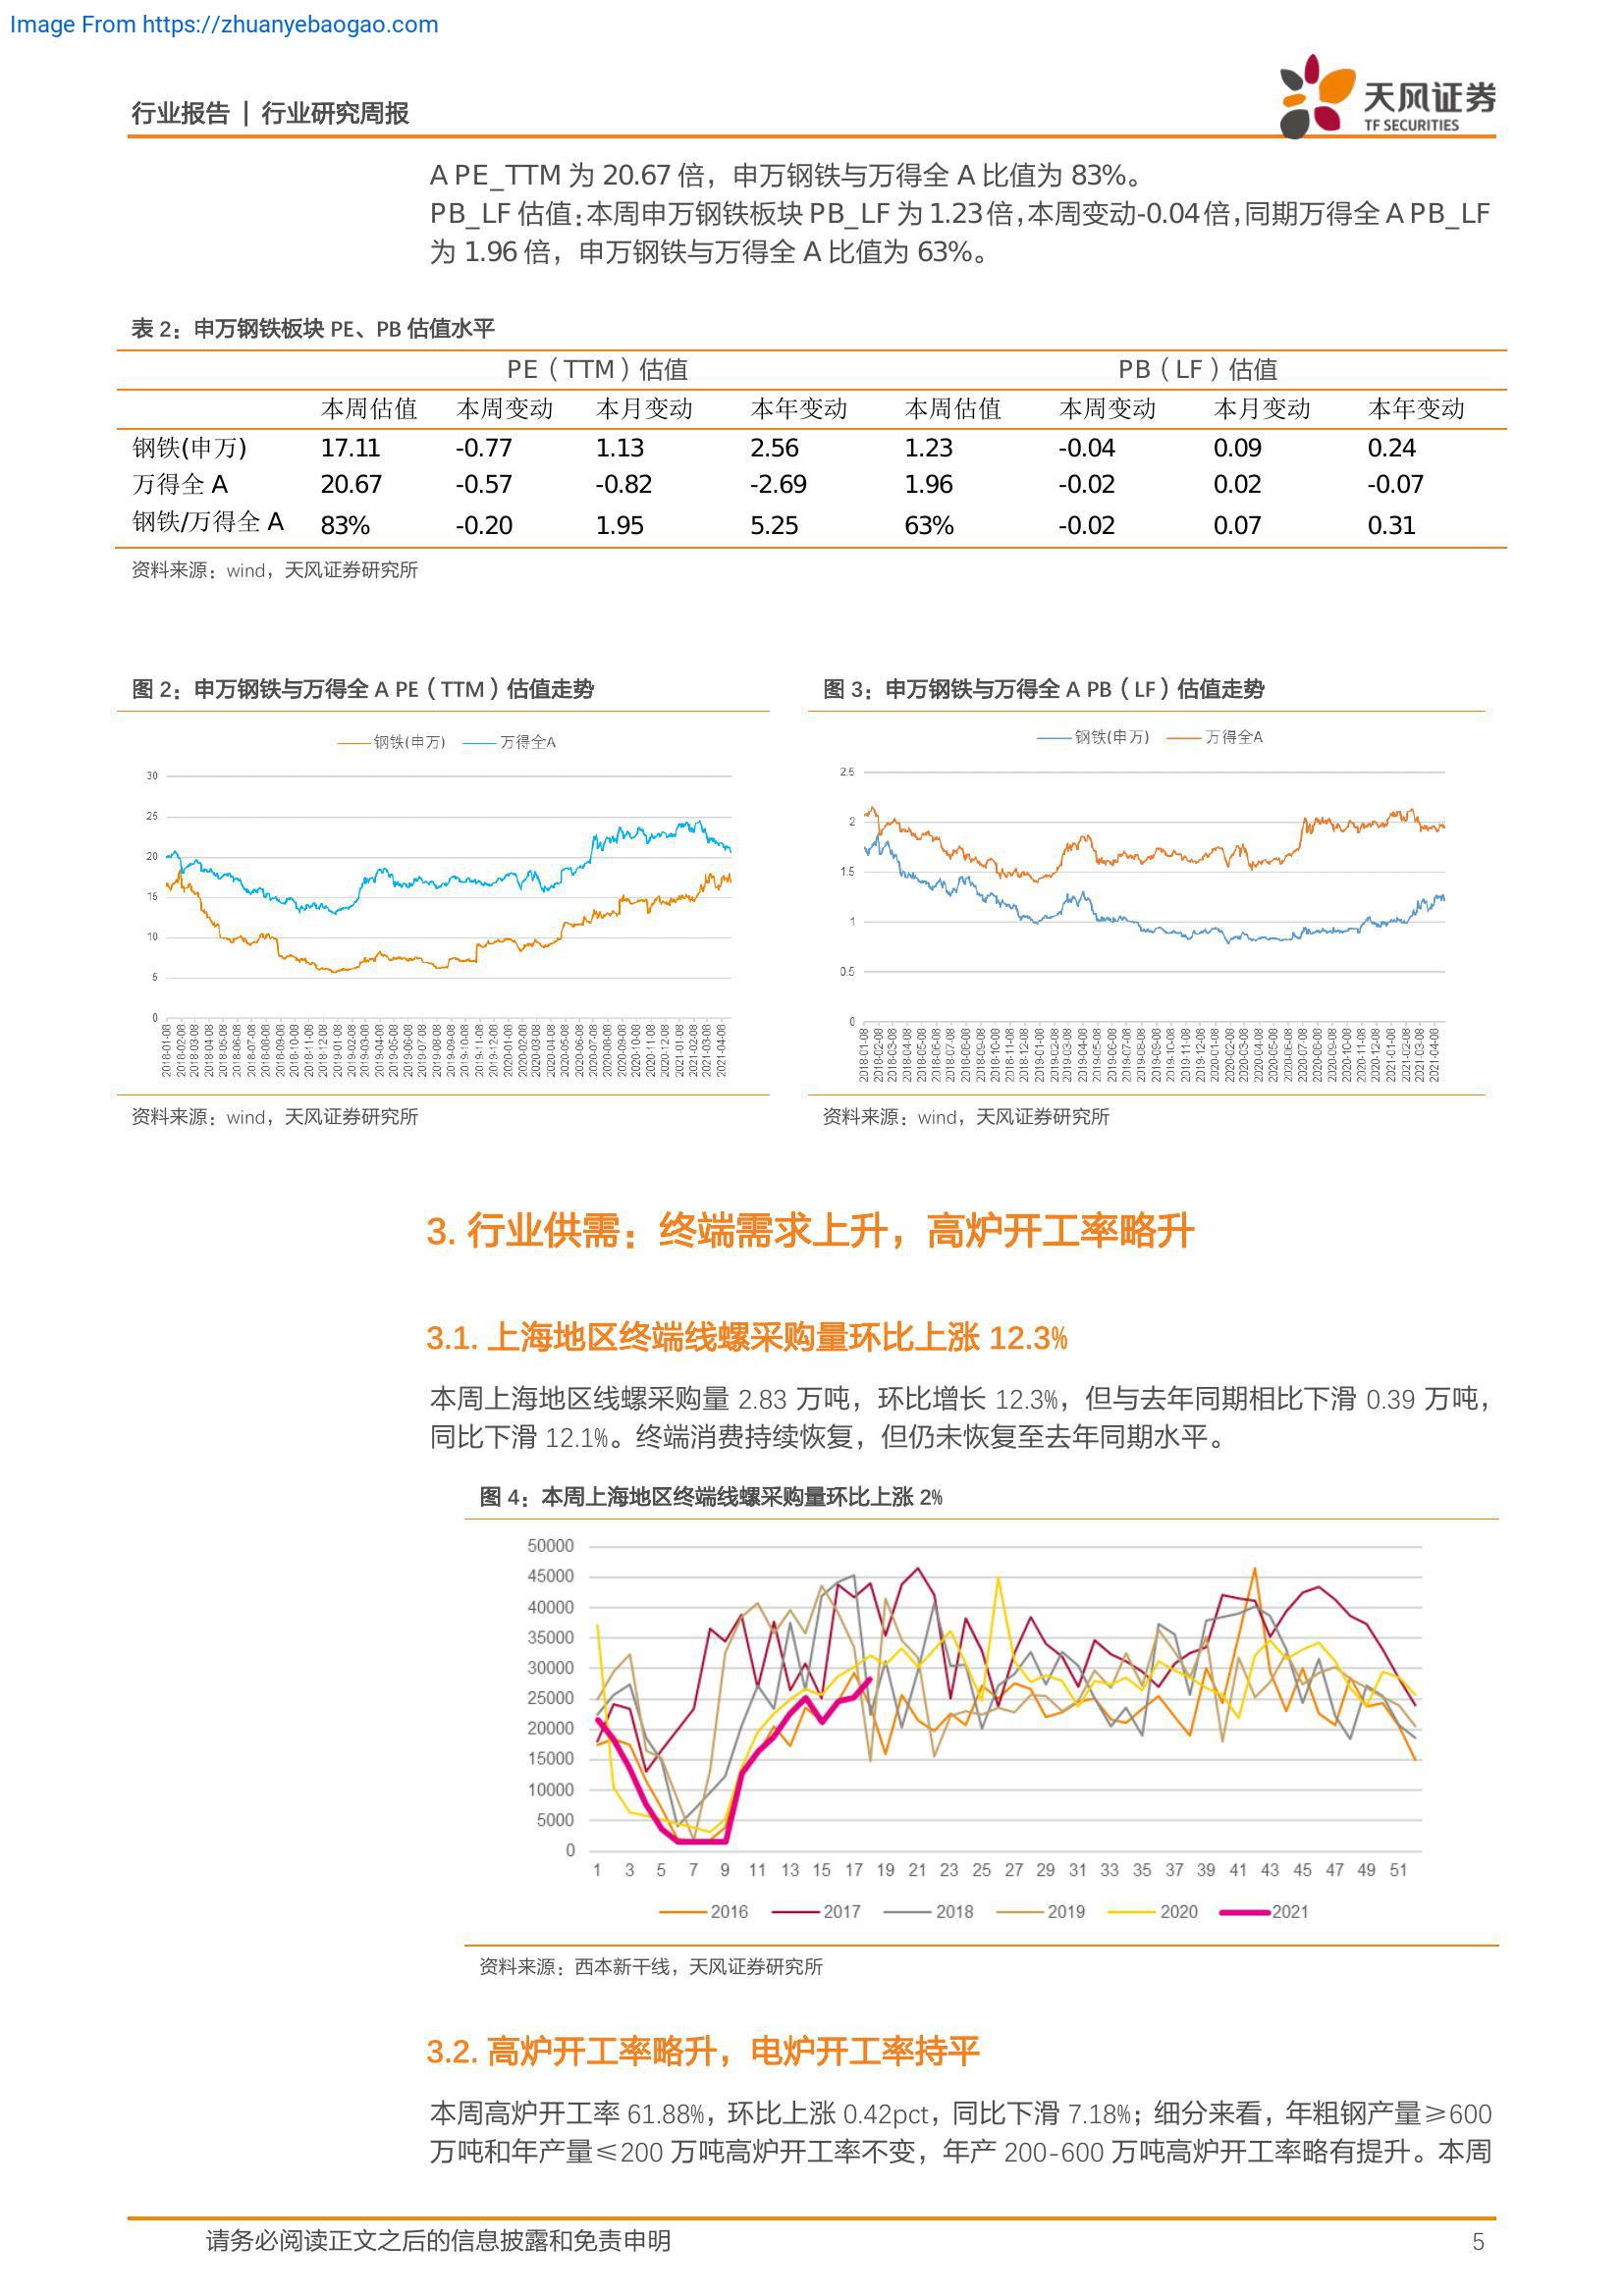 Image From https://zhuanyebaogao.com
行业报告 | 行业研究周报
天风证券
TF SECURITIES
A PE_TTM 为 20.67 倍，申万钢铁与万得全 A 比值为 83%。
PB_LF 估值：本周申万钢铁板块 PB_LF 为 1.23 倍，本周变动-0.04 倍，同期万得全 A PB_LF
为 1.96 倍，申万钢铁与万得全 A 比值为 63%。
表 2：申万钢铁板块 PE、PB 估值水平
PE（TTM）估值 PB（LF）估值
本周估值 本周变动 本月变动 本年变动 本周估值 本周变动 本月变动 本年变动
钢铁(申万) 17.11 -0.77 1.13 2.56 1.23 -0.04 0.09 0.24
万得全 A 20.67 -0.57 -0.82 -2.69 1.96 -0.02 0.02 -0.07
钢铁/万得全 A 83% -0.20 1.95 5.25 63% -0.02 0.07 0.31
资料来源：wind，天风证券研究所
图 2：申万钢铁与万得全 A PE（TTM）估值走势
钢铁(申万) 万得全A
30
25
20
15
10
5
0
2018-01-08 2018-02-08 2018-03-08 2018-04-08 2018-05-08 2018-06-08 2018-07-08 2018-08-08 2018-09-08 2018-10-08 2018-11-08 2018-12-08 2019-01-08 2019-02-08 2019-03-08 2019-04-08 2019-05-08 2019-06-08 2019-07-08 2019-08-08 2019-09-08 2019-10-08 2019-11-08 2019-12-08 2020-01-08 2020-02-08 2020-03-08 2020-04-08 2020-05-08 2020-06-08 2020-07-08 2020-08-08 2020-09-08 2020-10-08 2020-11-08 2020-12-08 2021-01-08 2021-02-08 2021-03-08 2021-04-08
资料来源：wind，天风证券研究所
图 3：申万钢铁与万得全 A PB（LF）估值走势
钢铁(申万) 万得全A
2.5
2
1.5
1
0.5
0
2018-01-08 2018-02-08 2018-03-08 2018-04-08 2018-05-08 2018-06-08 2018-07-08 2018-08-08 2018-09-08 2018-10-08 2018-11-08 2018-12-08 2019-01-08 2019-02-08 2019-03-08 2019-04-08 2019-05-08 2019-06-08 2019-07-08 2019-08-08 2019-09-08 2019-10-08 2019-11-08 2019-12-08 2020-01-08 2020-02-08 2020-03-08 2020-04-08 2020-05-08 2020-06-08 2020-07-08 2020-08-08 2020-09-08 2020-10-08 2020-11-08 2020-12-08 2021-01-08 2021-02-08 2021-03-08 2021-04-08
资料来源：wind，天风证券研究所
3. 行业供需：终端需求上升，高炉开工率略升
3.1. 上海地区终端线螺采购量环比上涨 12.3%
本周上海地区线螺采购量 2.83 万吨，环比增长 12.3%，但与去年同期相比下滑 0.39 万吨，
同比下滑 12.1%。终端消费持续恢复，但仍未恢复至去年同期水平。
图 4：本周上海地区终端线螺采购量环比上涨 2%
50000
45000
40000
35000
30000
25000
20000
15000
10000
5000
0
1 3 5 7 9 11 13 15 17 19 21 23 25 27 29 31 33 35 37 39 41 43 45 47 49 51
2016 2017 2018 2019 2020 2021
资料来源：西本新干线，天风证券研究所
3.2. 高炉开工率略升，电炉开工率持平
本周高炉开工率 61.88%，环比上涨 0.42pct，同比下滑 7.18%；细分来看，年粗钢产量≥600
万吨和年产量≤200 万吨高炉开工率不变，年产 200-600 万吨高炉开工率略有提升。本周
请务必阅读正文之后的信息披露和免责申明
5